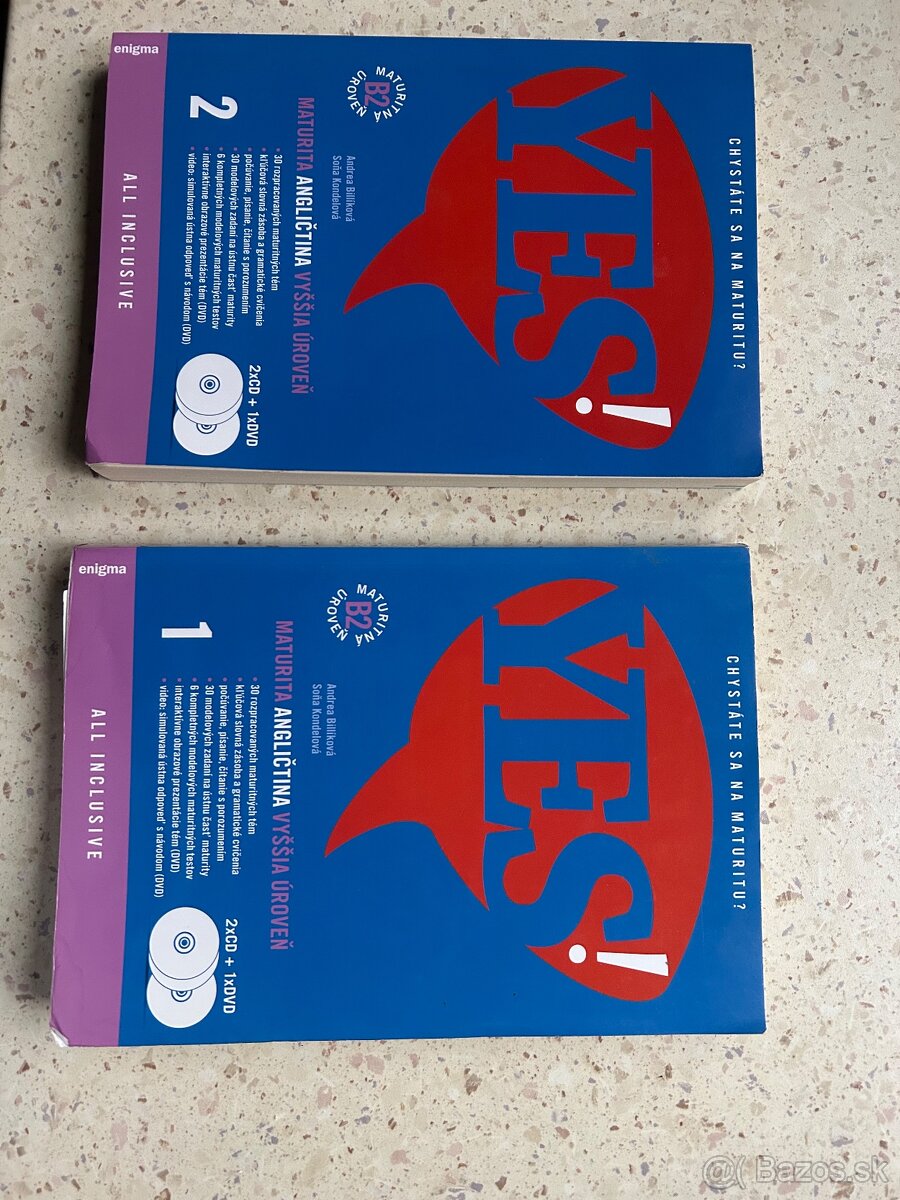 CHYSTÁTE SA NA MATURITU?
YES!
MATURITNÁ
ÚROVEŇ
B2
Andrea Billíková
Soňa Kondelová
MATURITA ANGLIČTINA VYŠŠIA ÚROVEŇ
• 30 rozpracovaných maturitných tém
• kľúčová slovná zásoba a gramatické cvičenia
• počúvanie, písanie, čítanie s porozumením
• 30 modelových zadaní na ústnu časť maturity
• 6 kompletných modelových maturitných testov
• interaktívne obrazové prezentácie tém (DVD)
• video: simulovaná ústna odpoveď s návodom (DVD)
2
2xCD + 1xDVD
enigma
ALL INCLUSIVE
CHYSTÁTE SA NA MATURITU?
YES!
MATURITNÁ
ÚROVEŇ
B2
Andrea Billíková
Soňa Kondelová
MATURITA ANGLIČTINA VYŠŠIA ÚROVEŇ
• 30 rozpracovaných maturitných tém
• kľúčová slovná zásoba a gramatické cvičenia
• počúvanie, písanie, čítanie s porozumením
• 30 modelových zadaní na ústnu časť maturity
• 6 kompletných modelových maturitných testov
• interaktívne obrazové prezentácie tém (DVD)
• video: simulovaná ústna odpoveď s návodom (DVD)
1
2xCD + 1xDVD
enigma
ALL INCLUSIVE
@( Bazos.sk